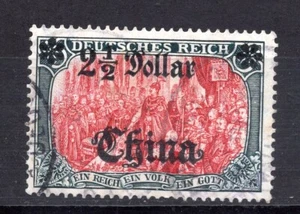 DEUTSCHES REICH
2½ Dollar
China
EIN REICH EIN VOLK EIN GOTT